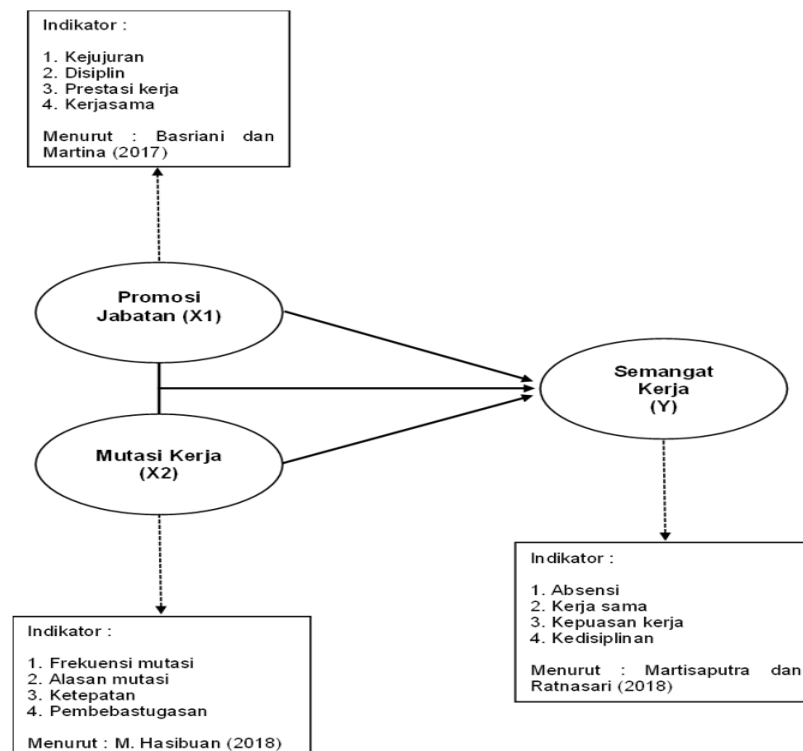 Indikator :
1. Kejujuran
2. Disiplin
3. Prestasi kerja
4. Kerjasama
Menurut : Basriani dan
Martina (2017)
Promosi
Jabatan (X1)
Semangat
Kerja
(Y)
Mutasi Kerja
(X2)
Indikator :
1. Absensi
2. Kerja sama
3. Kepuasan kerja
4. Kedisiplinan
Menurut : Martisaputra dan
Ratnasari (2018)
Indikator :
1. Frekuensi mutasi
2. Alasan mutasi
3. Ketepatan
4. Pembebastugasan
Menurut : M. Hasibuan (2018)